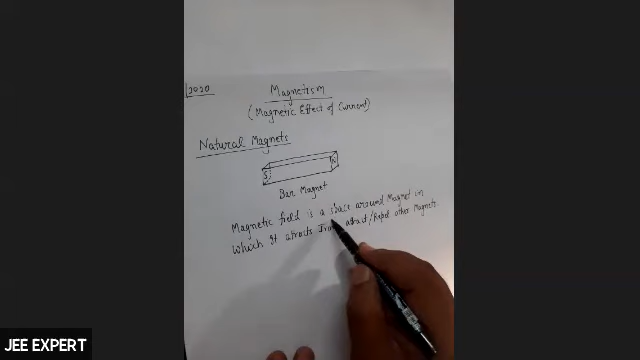 2020
Magnetism
(Magnetic Effect of Current)
Natural Magnets
S
N
Bar Magnet
Magnetic field is a space around Magnet in
which It attracts Iron attract/Repel other Magnets
JEE EXPERT